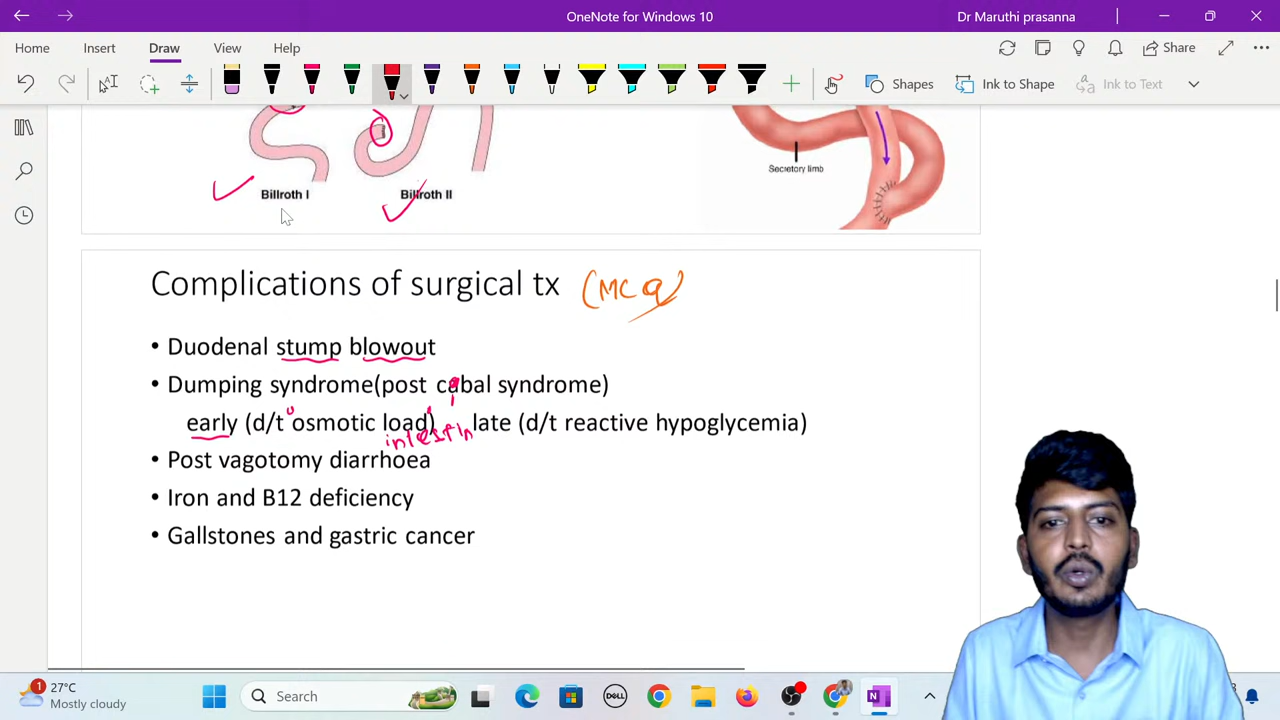 OneNote for Windows 10
Dr Maruthi prasanna
Home Insert Draw View Help
Share
Shapes
Ink to Shape
Ink to Text
Billroth I
Billroth II
Secretory limb
Complications of surgical tx (MCQ)
• Duodenal stump blowout
• Dumping syndrome(post cabal syndrome)
early (d/t osmotic load) late (d/t reactive hypoglycemia)
intestin
• Post vagotomy diarrhoea
• Iron and B12 deficiency
• Gallstones and gastric cancer
1
27°C
Mostly cloudy
Search
DELL